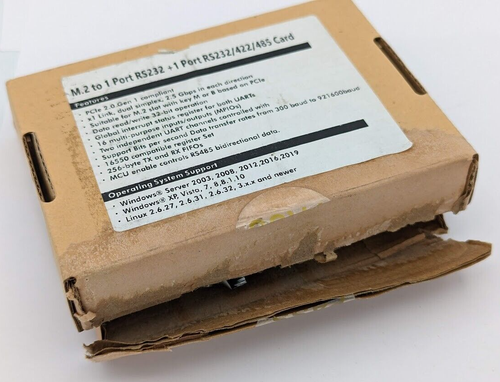 M.2 to 1 Port RS232 +1 Port RS232/422/485 Card
Features
· PCIe 2.0 Gen 1 compliant
· x1 Link, dual simplex, 2.5 Gbps in each direction
· Suitable for M.2 slot with key M or B based on PCIe
· Data read/write 32-bit operation
· Global interrupt status register for both UARTs
· 16 multi-purpose inputs/outputs (MPIOs)
· Two independent UART channels controlled with
· Support Bits per second Data transfer rates from 300 baud to 921600baud
· 16550 compatible register Set
· 256-byte TX and RX FIFOs
· MCU enable controls RS485 bidirectional data.
Operating System Support
· Windows® Server 2003, 2008, 2012,2016,2019
· Windows® XP, Vista, 7, 8,8.1,10
· Linux 2.6.27, 2.6.31, 2.6.32, 3.x.x and newer